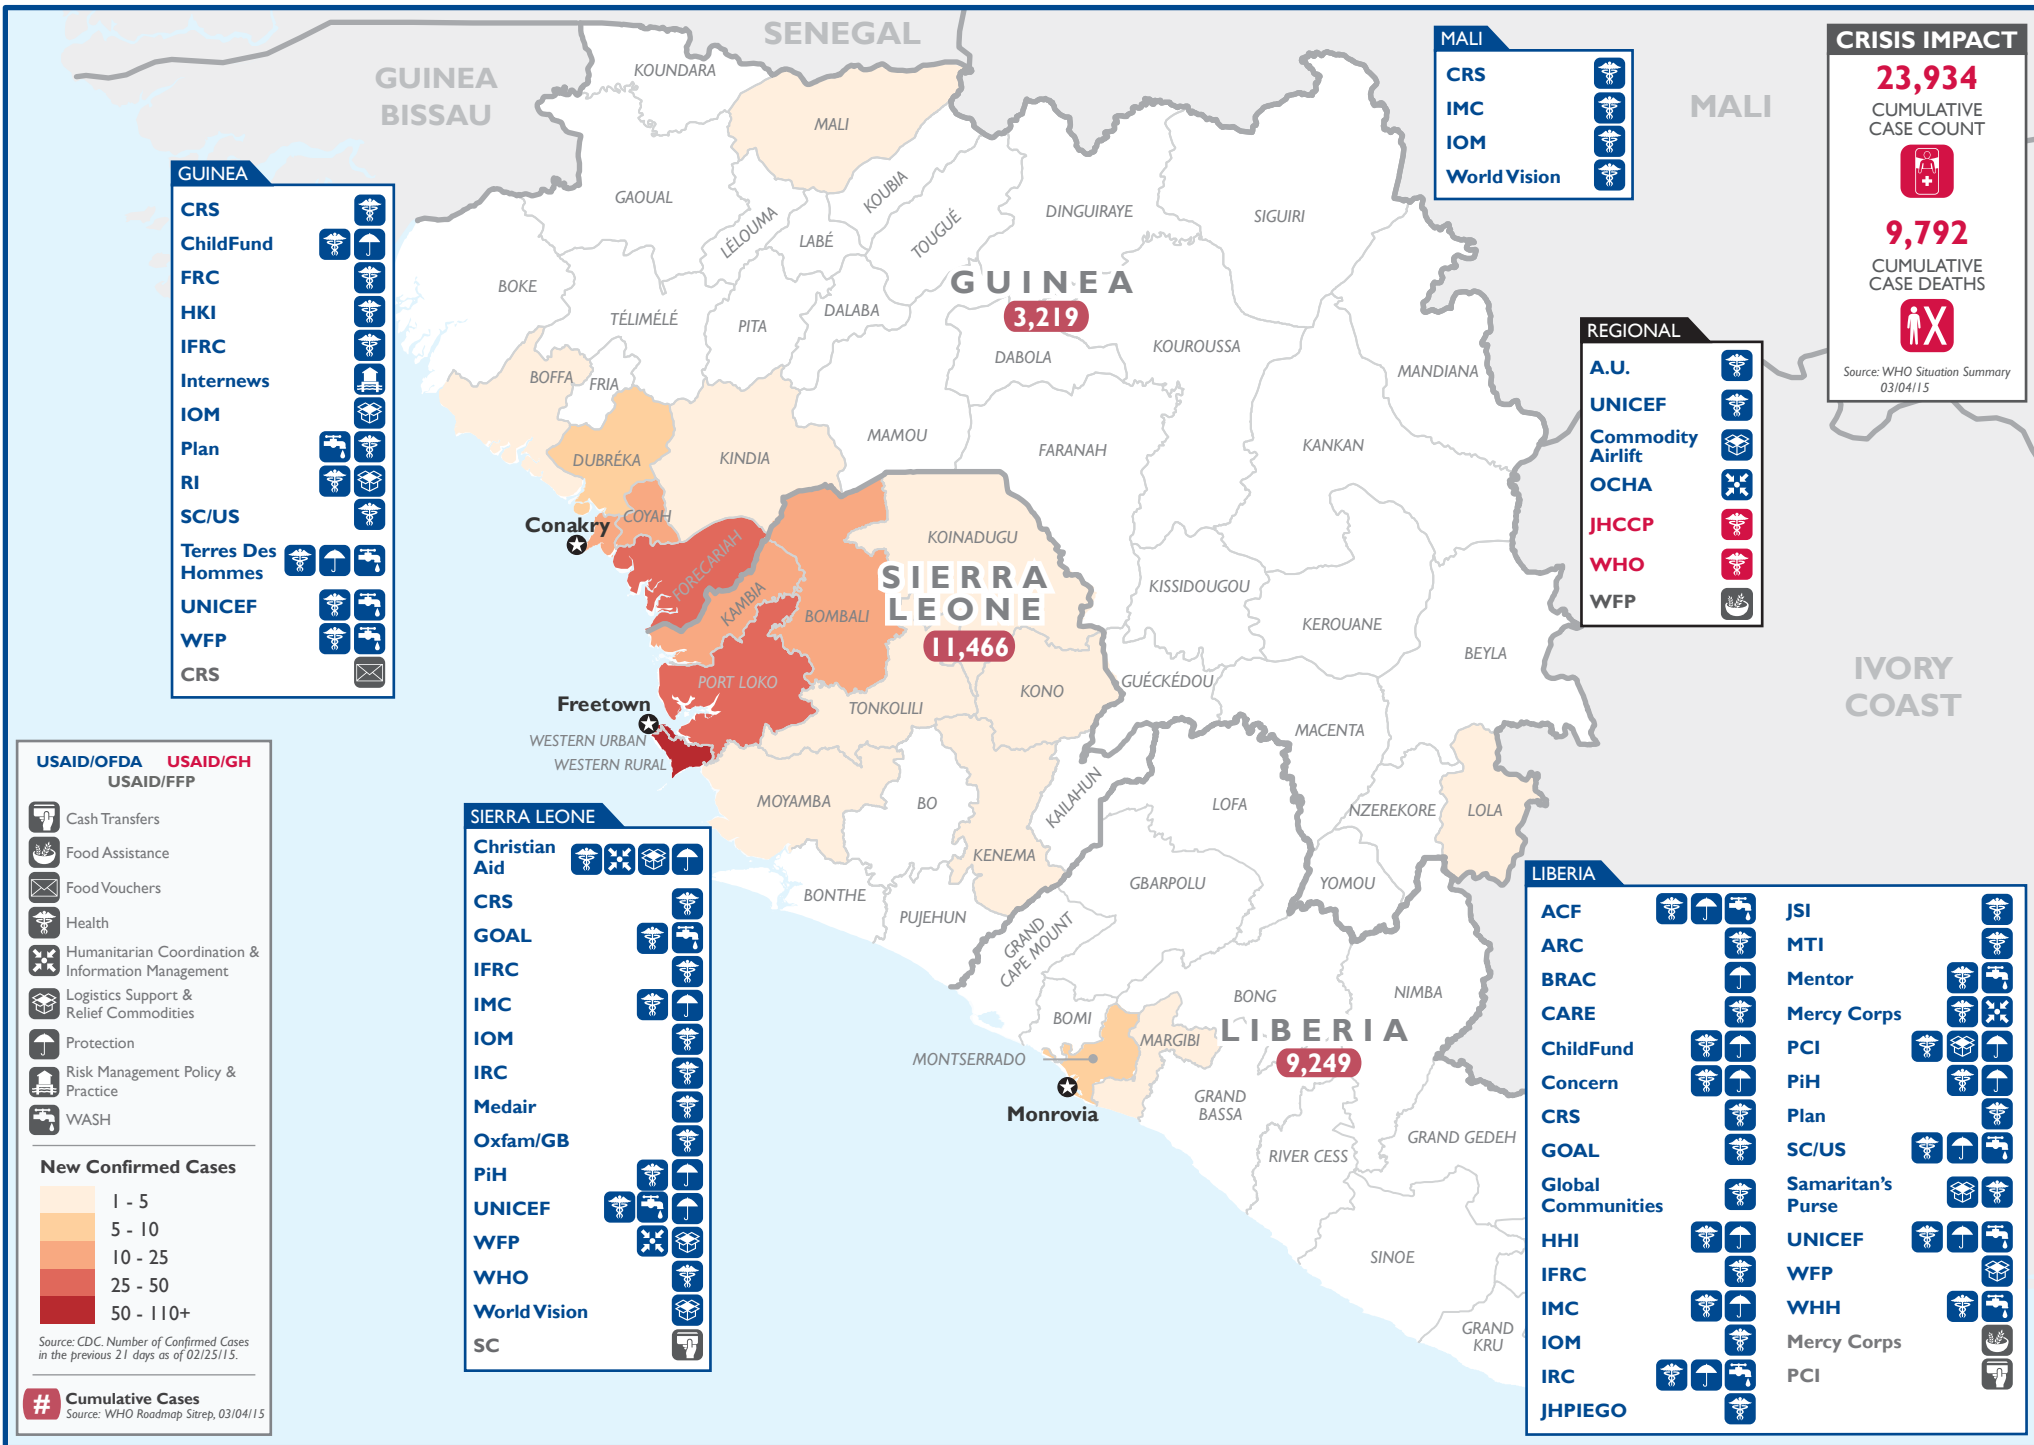 SENEGAL
GUINEA
BISSAU
MALI
IVORY
COAST
KOUNDARA
MALI
GAOUAL
KOUBIA
LÉLOUMA
LABÉ
TOUGUÉ
DINGUIRAYE
SIGUIRI
BOKE
TÉLIMÉLÉ
PITA
DALABA
GUINEA
3,219
DABOLA
KOUROUSSA
MANDIANA
BOFFA
FRIA
DUBRÉKA
KINDIA
MAMOU
FARANAH
KANKAN
Conakry
COYAH
FORECARIAH
KAMBIA
KOINADUGU
SIERRA
LEONE
11,466
BOMBALI
KISSIDOUGOU
KEROUANE
BEYLA
PORT LOKO
KONO
GUÉCKÉDOU
TONKOLILI
MACENTA
Freetown
WESTERN URBAN
WESTERN RURAL
MOYAMBA
BO
KAILAHUN
LOFA
NZEREKORE
LOLA
KENEMA
GBARPOLU
YOMOU
BONTHE
PUJEHUN
GRAND
CAPE MOUNT
BONG
NIMBA
BOMI
MARGIBI
LIBERIA
9,249
MONTSERRADO
Monrovia
GRAND
BASSA
RIVER CESS
GRAND GEDEH
SINOE
GRAND
KRU
GUINEA
CRS
ChildFund
FRC
HKI
IFRC
Internews
IOM
Plan
RI
SC/US
Terres Des
Hommes
UNICEF
WFP
CRS
MALI
CRS
IMC
IOM
World Vision
CRISIS IMPACT
23,934
CUMULATIVE
CASE COUNT
9,792
CUMULATIVE
CASE DEATHS
X
Source: WHO Situation Summary
03/04/15
REGIONAL
A.U.
UNICEF
Commodity
Airlift
OCHA
JHCCP
WHO
WFP
USAID/OFDA USAID/GH
USAID/FFP
Cash Transfers
Food Assistance
Food Vouchers
Health
Humanitarian Coordination &
Information Management
Logistics Support &
Relief Commodities
Protection
Risk Management Policy &
Practice
WASH
New Confirmed Cases
1 - 5
5 - 10
10 - 25
25 - 50
50 - 110+
Source: CDC. Number of Confirmed Cases
in the previous 21 days as of 02/25/15.
# Cumulative Cases
Source: WHO Roadmap Sitrep, 03/04/15
SIERRA LEONE
Christian
Aid
CRS
GOAL
IFRC
IMC
IOM
IRC
Medair
Oxfam/GB
PiH
UNICEF
WFP
WHO
World Vision
SC
LIBERIA
ACF
ARC
BRAC
CARE
ChildFund
Concern
CRS
GOAL
Global
Communities
HHI
IFRC
IMC
IOM
IRC
JHPIEGO
JSI
MTI
Mentor
Mercy Corps
PCI
PiH
Plan
SC/US
Samaritan's
Purse
UNICEF
WFP
WHH
Mercy Corps
PCI